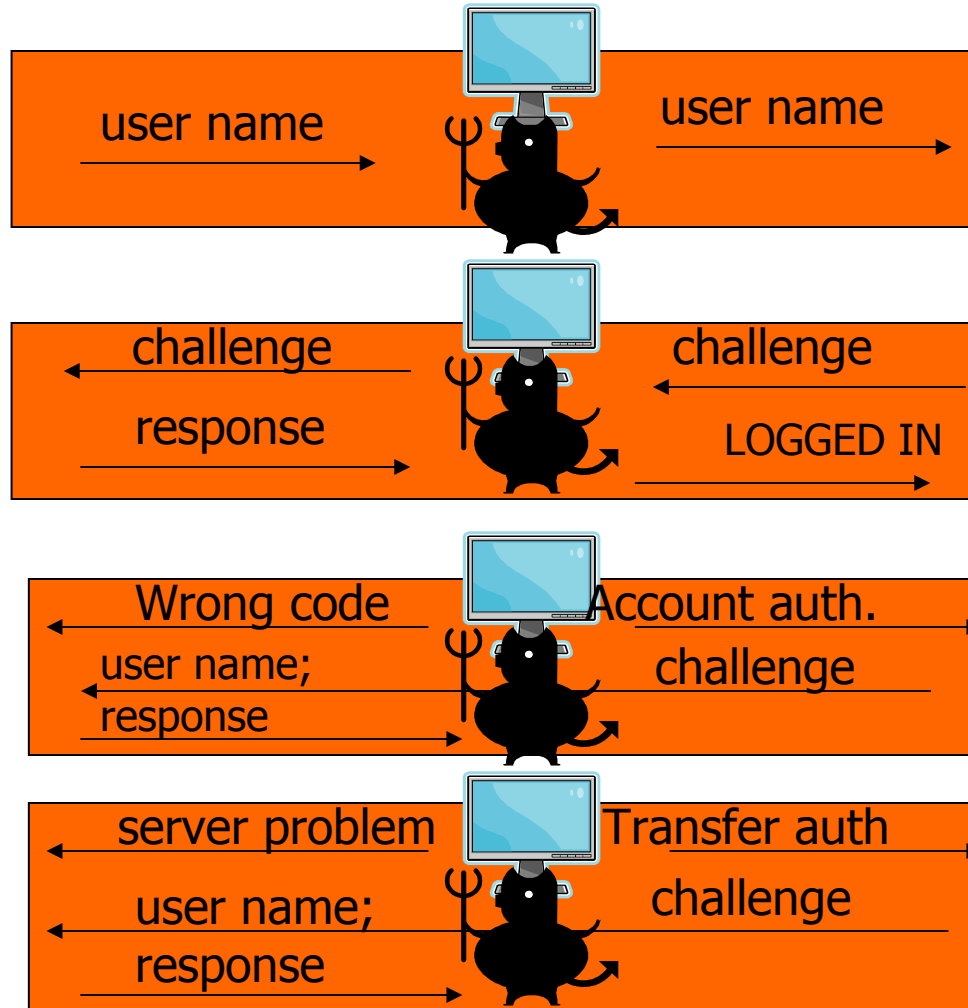 user name
user name
challenge
challenge
response
LOGGED IN
Wrong code
Account auth.
user name;
challenge
response
server problem
Transfer auth
user name;
challenge
response